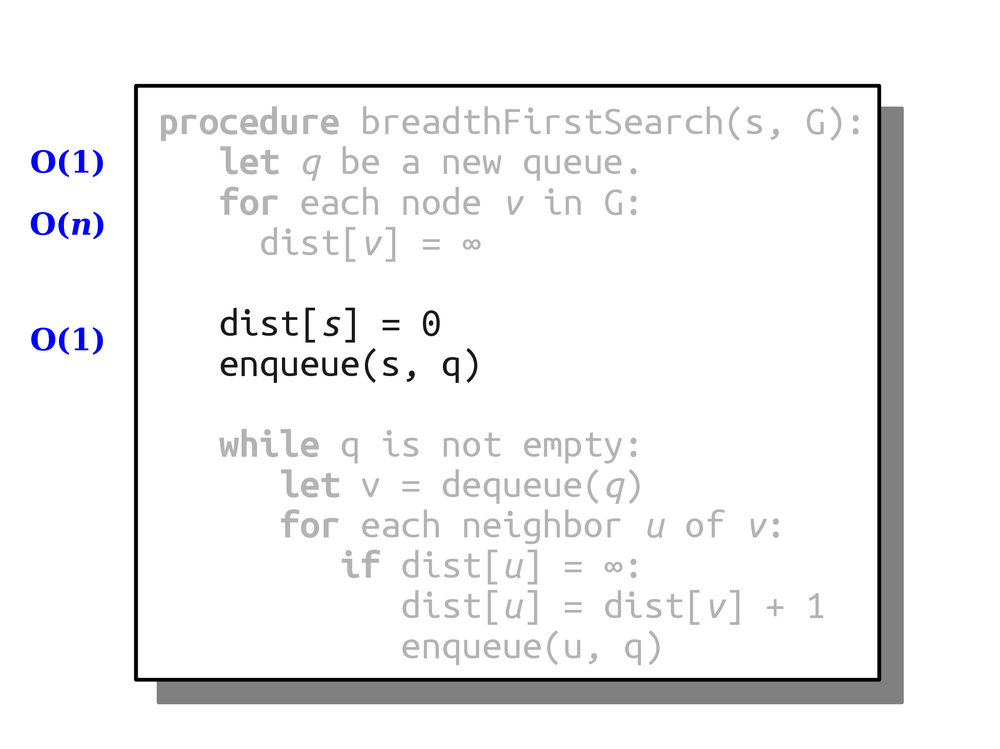 procedure breadthFirstSearch(s, G):
O(1) let q be a new queue.
for each node v in G:
O(n)
dist[v] = ∞
dist[s] = 0
O(1)
enqueue(s, q)
while q is not empty:
let v = dequeue(q)
for each neighbor u of v:
if dist[u] = ∞:
dist[u] = dist[v] + 1
enqueue(u, q)